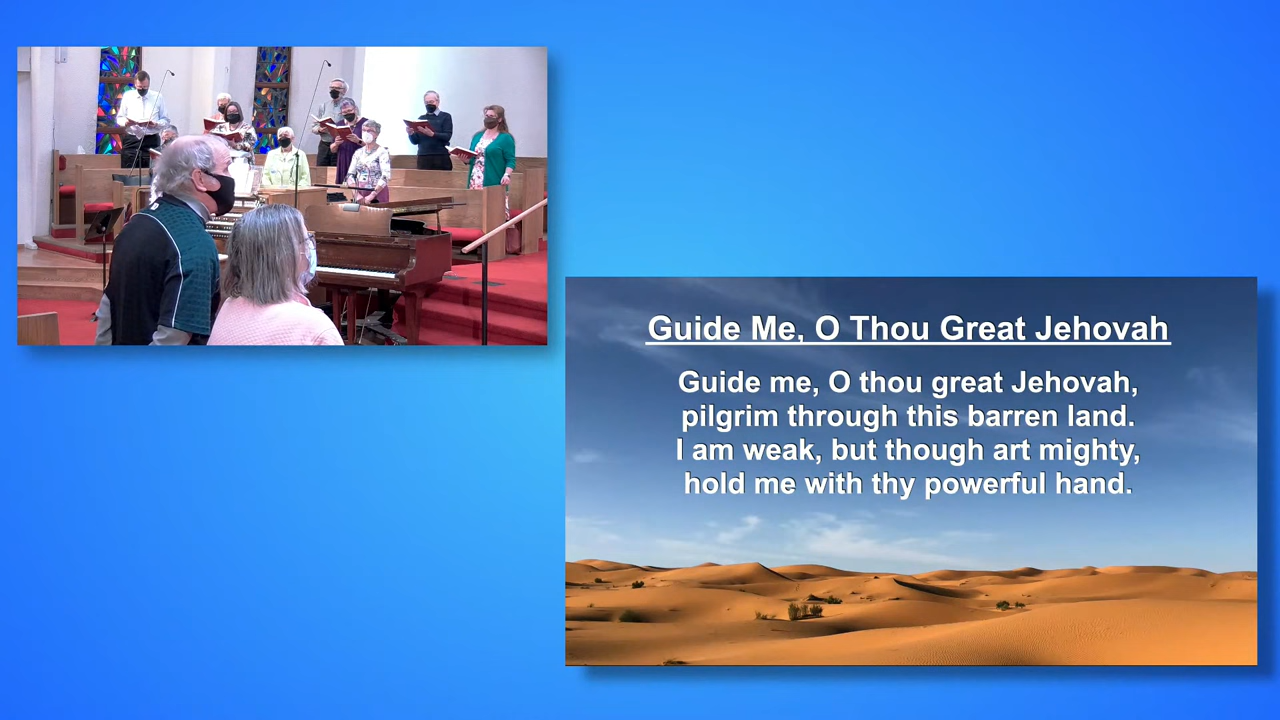 Guide Me, O Thou Great Jehovah
Guide me, O thou great Jehovah,
pilgrim through this barren land.
I am weak, but though art mighty,
hold me with thy powerful hand.